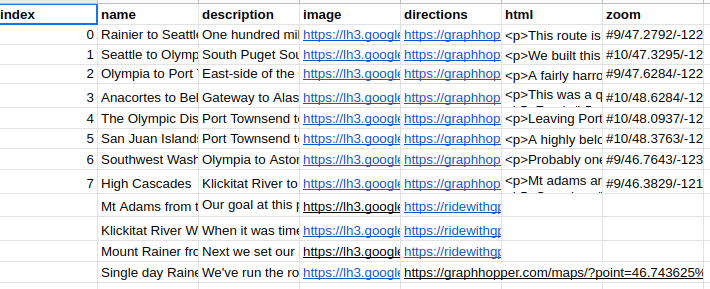 index name description image directions html zoom
0 Rainier to Seattle One hundred mil https://lh3.google https://graphhop <p>This route is #9/47.2792/-122
1 Seattle to Olymp South Puget Sou https://lh3.google https://graphhop <p>We built this #10/47.3295/-12
2 Olympia to Port East-side of the https://lh3.google https://graphhop <p>A fairly harro #9/47.6284/-122
3 Anacortes to Bel Gateway to Alas https://lh3.google https://graphhop <p>This was a q #10/48.6284/-12
4 The Olympic Dis Port Townsend to https://lh3.google https://graphhop <p>Leaving Port #10/48.0937/-12
5 San Juan Islands Port Townsend to https://lh3.google https://graphhop <p>A highly belo #10/48.3763/-12
6 Southwest Wash Olympia to Astor https://lh3.google https://graphhop <p>Probably one #9/46.7643/-123
7 High Cascades Klickitat River to https://lh3.google https://graphhop <p>Mt adams an #9/46.3829/-121
Mt Adams from t Our goal at this p https://lh3.google https://ridewithgp
Klickitat River W When it was time https://lh3.google https://ridewithgp
Mount Rainer fro Next we set our https://lh3.google https://ridewithgp
Single day Raine We've run the ro https://lh3.google https://graphhopper.com/maps/?point=46.743625%